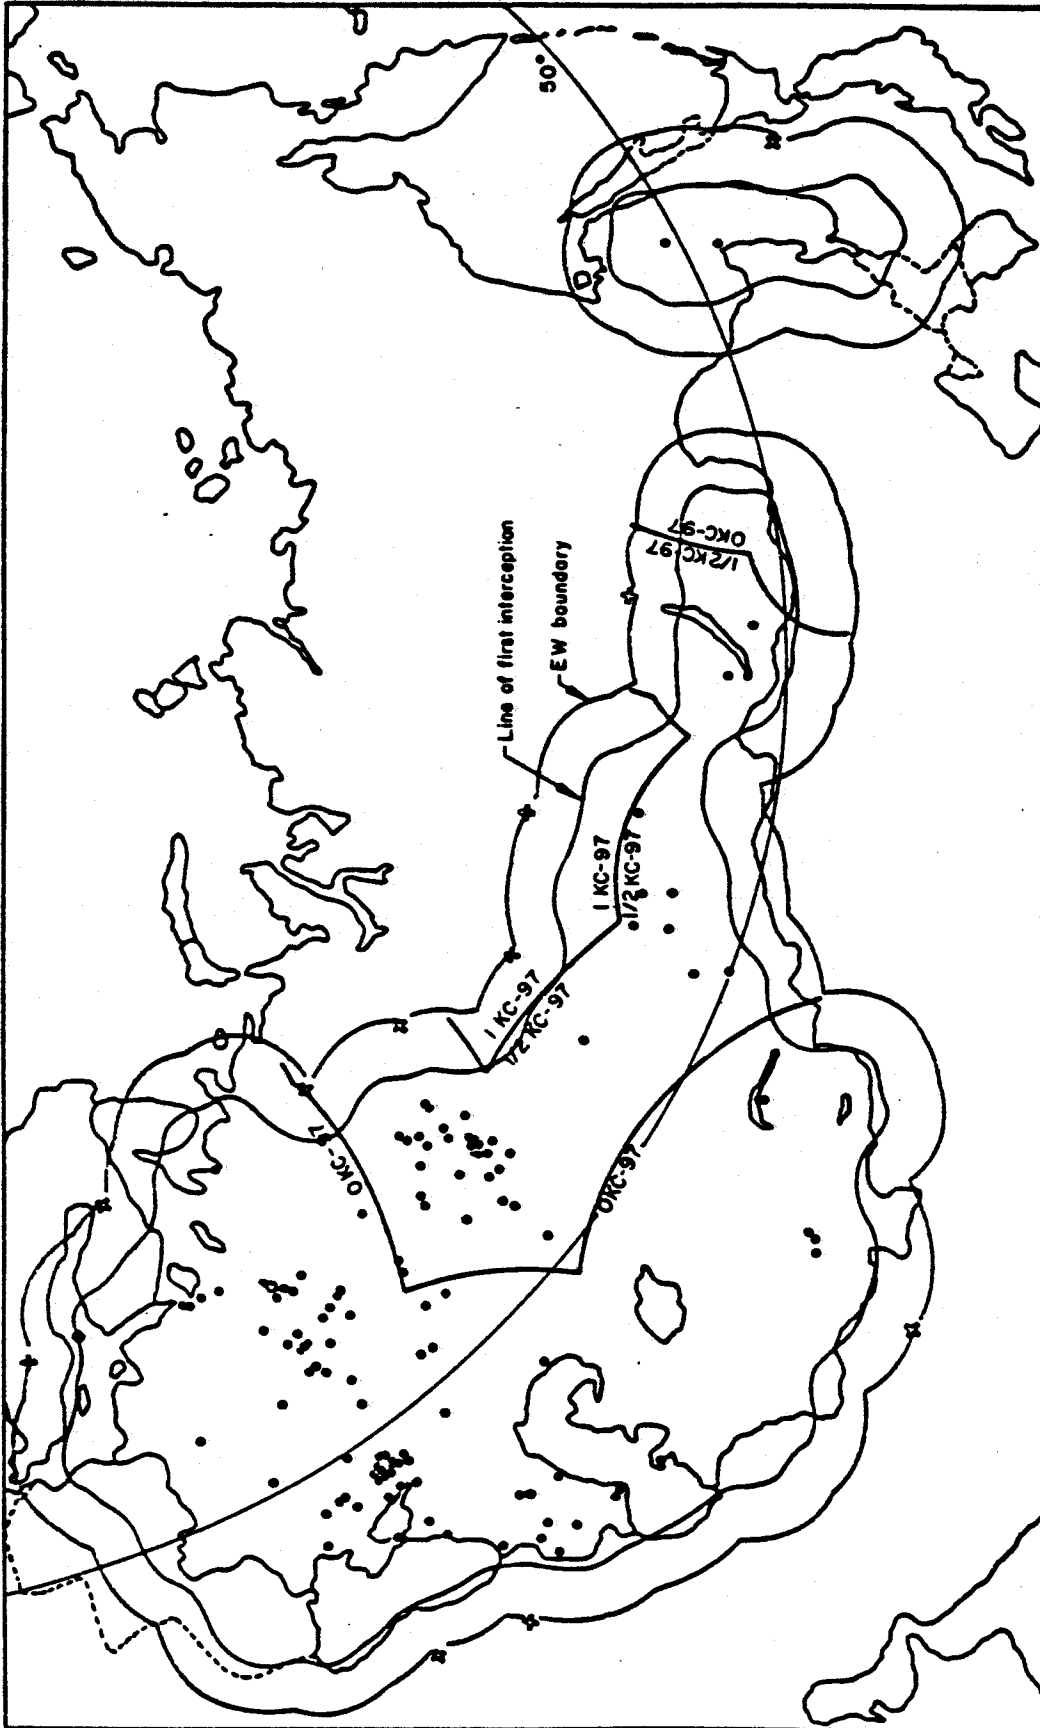 50°
Line of first interception
EW boundary
OKC-97
1/2 KC-97
1 KC-97
1/2 KC-97
1 KC-97
1/2 KC-97
OKC-97
OKC-97